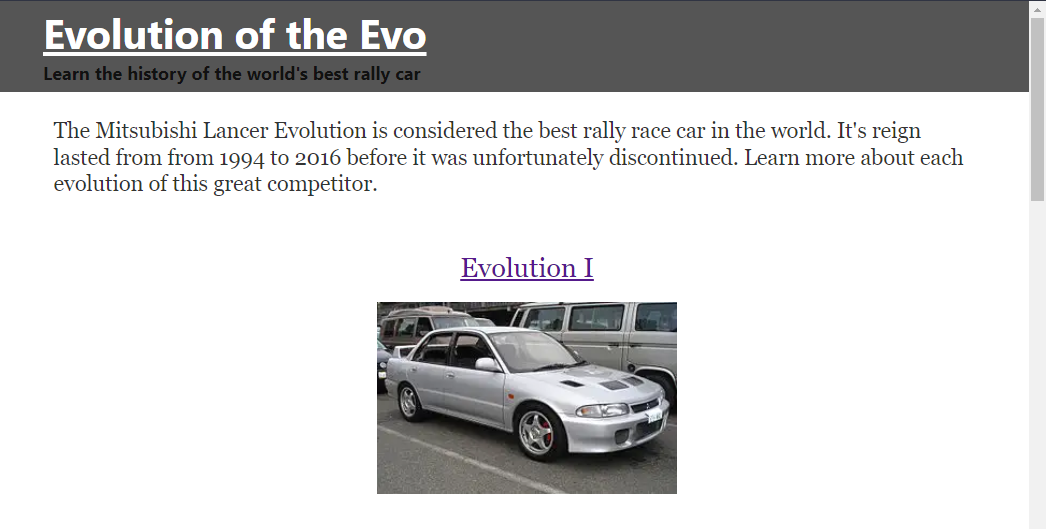 Evolution of the Evo
Learn the history of the world's best rally car
The Mitsubishi Lancer Evolution is considered the best rally race car in the world. It's reign
lasted from from 1994 to 2016 before it was unfortunately discontinued. Learn more about each
evolution of this great competitor.
Evolution I